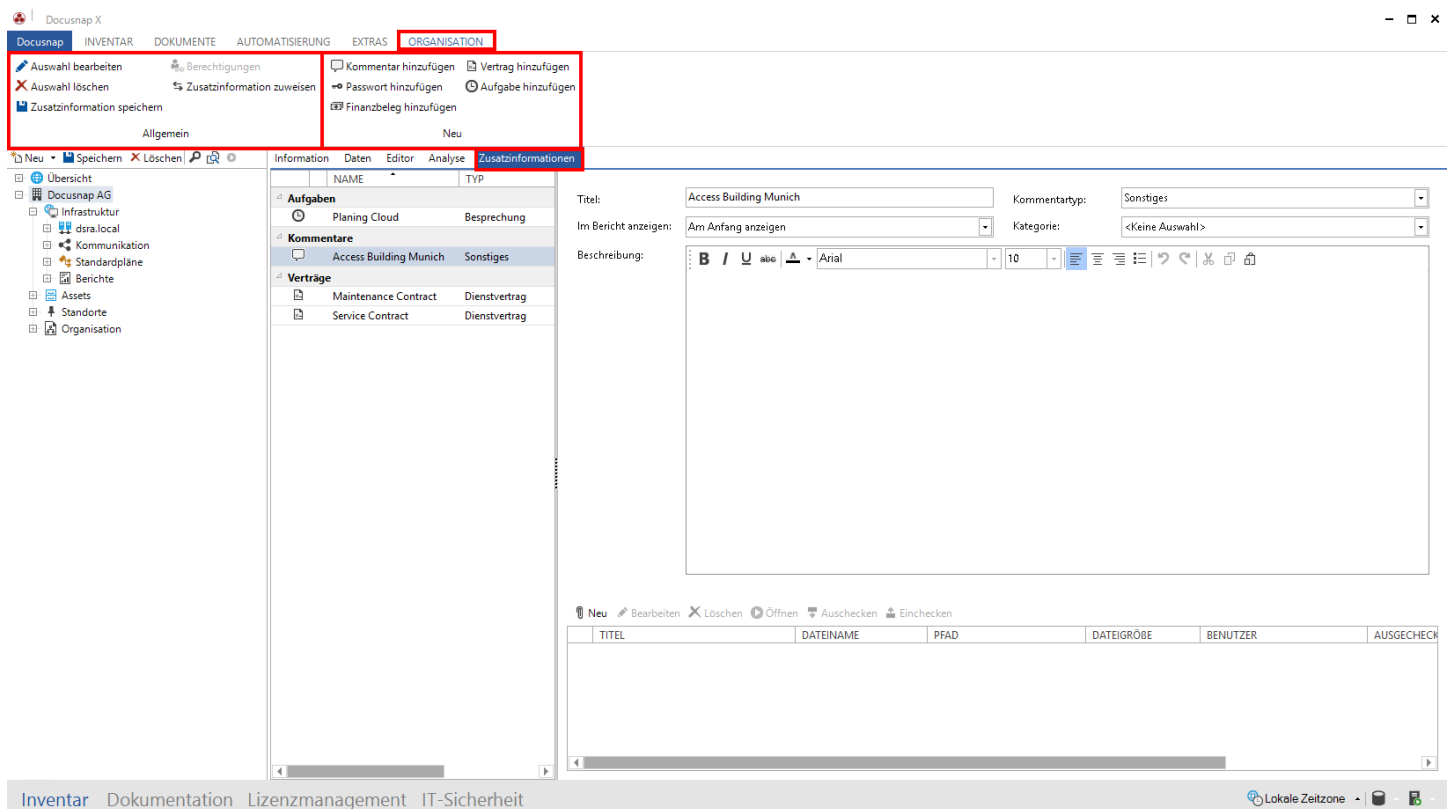 Docusnap X
Docusnap INVENTAR DOKUMENTE AUTOMATISIERUNG EXTRAS ORGANISATION
Auswahl bearbeiten Berechtigungen Kommentar hinzufügen Vertrag hinzufügen
Auswahl löschen Zusatzinformation zuweisen Passwort hinzufügen Aufgabe hinzufügen
Zusatzinformation speichern Finanzbeleg hinzufügen
Allgemein Neu
Neu Speichern Löschen Information Daten Editor Analyse Zusatzinformationen
Übersicht
Docusnap AG
Infrastruktur
dsra.local
Kommunikation
Standardpläne
Berichte
Assets
Standorte
Organisation
NAME TYP
Aufgaben
Planing Cloud Besprechung
Kommentare
Access Building Munich Sonstiges
Verträge
Maintenance Contract Dienstvertrag
Service Contract Dienstvertrag
Titel: Access Building Munich Kommentartyp: Sonstiges
Im Bericht anzeigen: Am Anfang anzeigen Kategorie: <Keine Auswahl>
Beschreibung: B I U abc A Arial 10
Neu Bearbeiten Löschen Öffnen Auschecken Einchecken
TITEL DATEINAME PFAD DATEIGRÖßE BENUTZER AUSGECHECK
Inventar Dokumentation Lizenzmanagement IT-Sicherheit Lokale Zeitzone